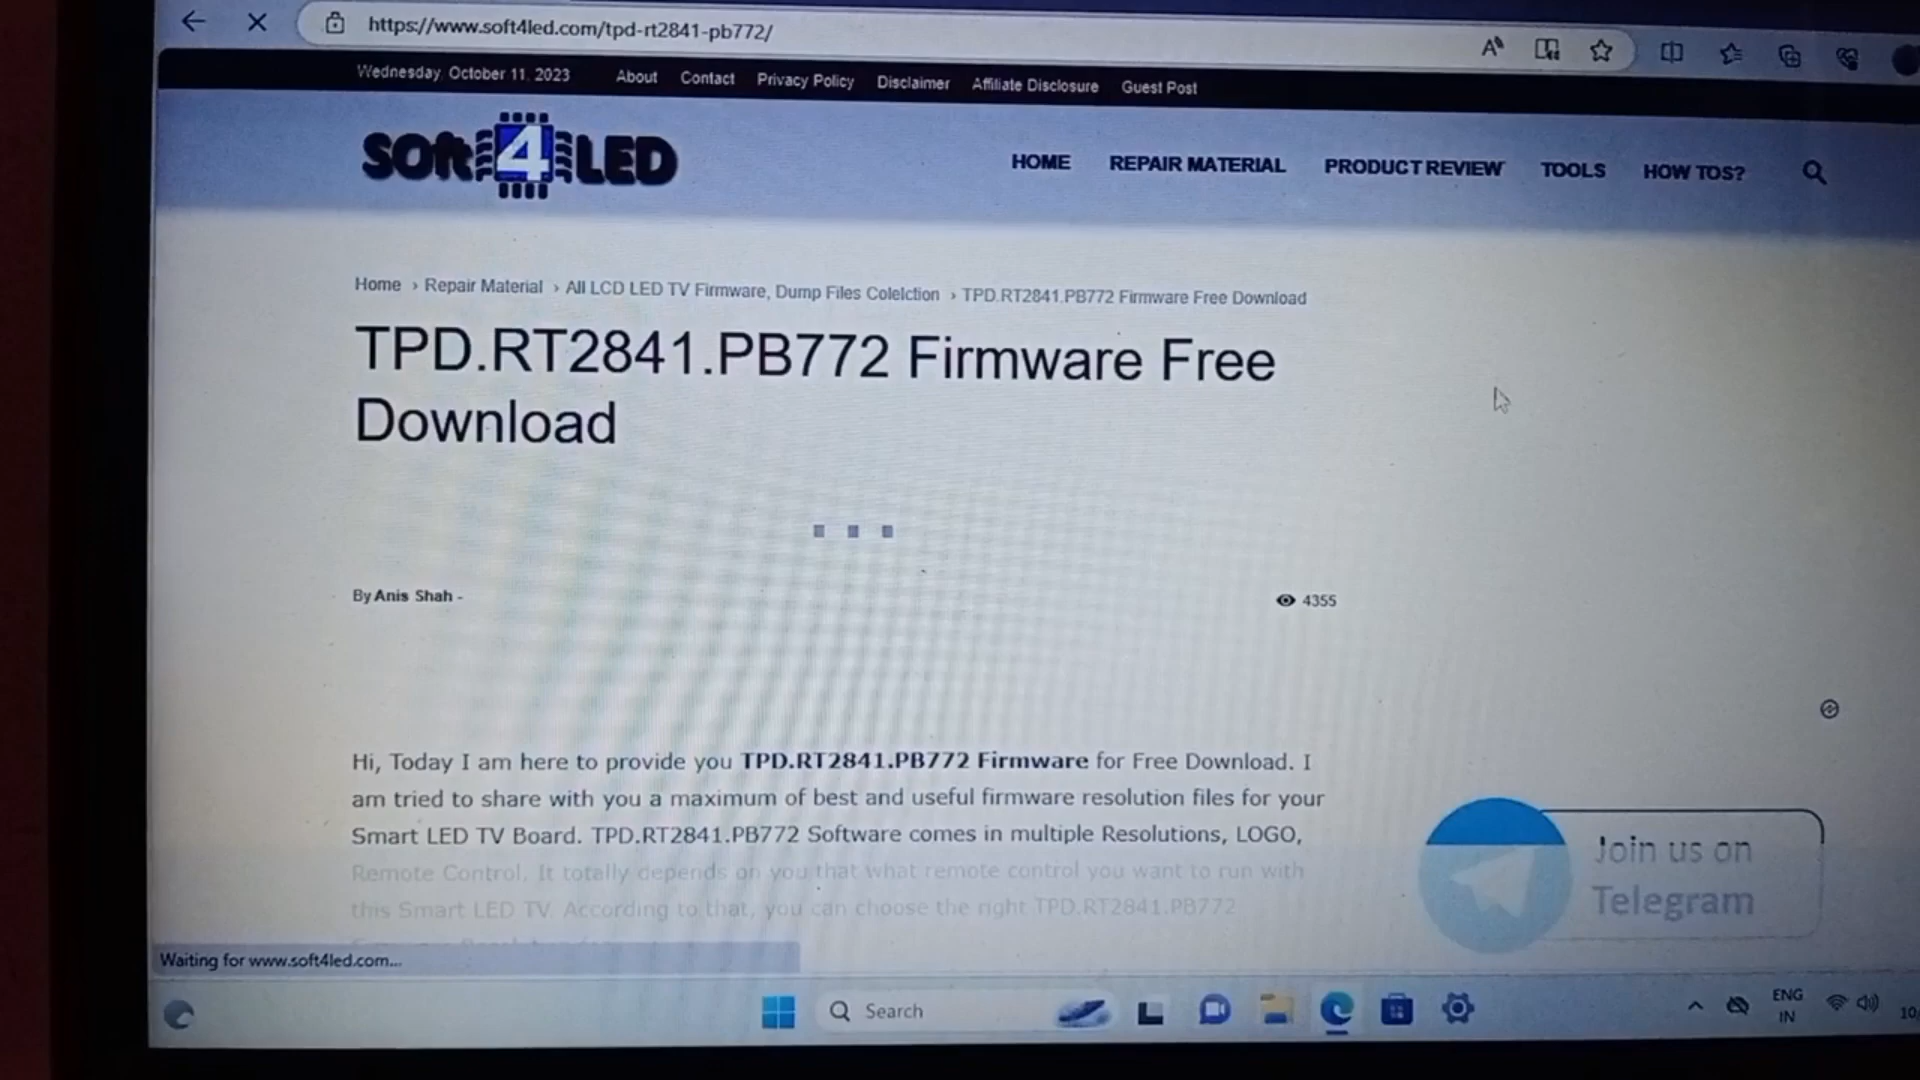 https://www.soft4led.com/tpd-rt2841-pb772/
Wednesday, October 11, 2023 About Contact Privacy Policy Disclaimer Affiliate Disclosure Guest Post
Soft 4 LED
HOME REPAIR MATERIAL PRODUCT REVIEW TOOLS HOW TOS?
Home › Repair Material › All LCD LED TV Firmware, Dump Files Colelction › TPD.RT2841.PB772 Firmware Free Download
TPD.RT2841.PB772 Firmware Free
Download
By Anis Shah -
4355
Hi, Today I am here to provide you TPD.RT2841.PB772 Firmware for Free Download. I
am tried to share with you a maximum of best and useful firmware resolution files for your
Smart LED TV Board. TPD.RT2841.PB772 Software comes in multiple Resolutions, LOGO,
Remote Control. It totally depends on you that what remote control you want to run with
this Smart LED TV. According to that, you can choose the right TPD.RT2841.PB772
Join us on
Telegram
Waiting for www.soft4led.com...
Search
ENG
IN
10